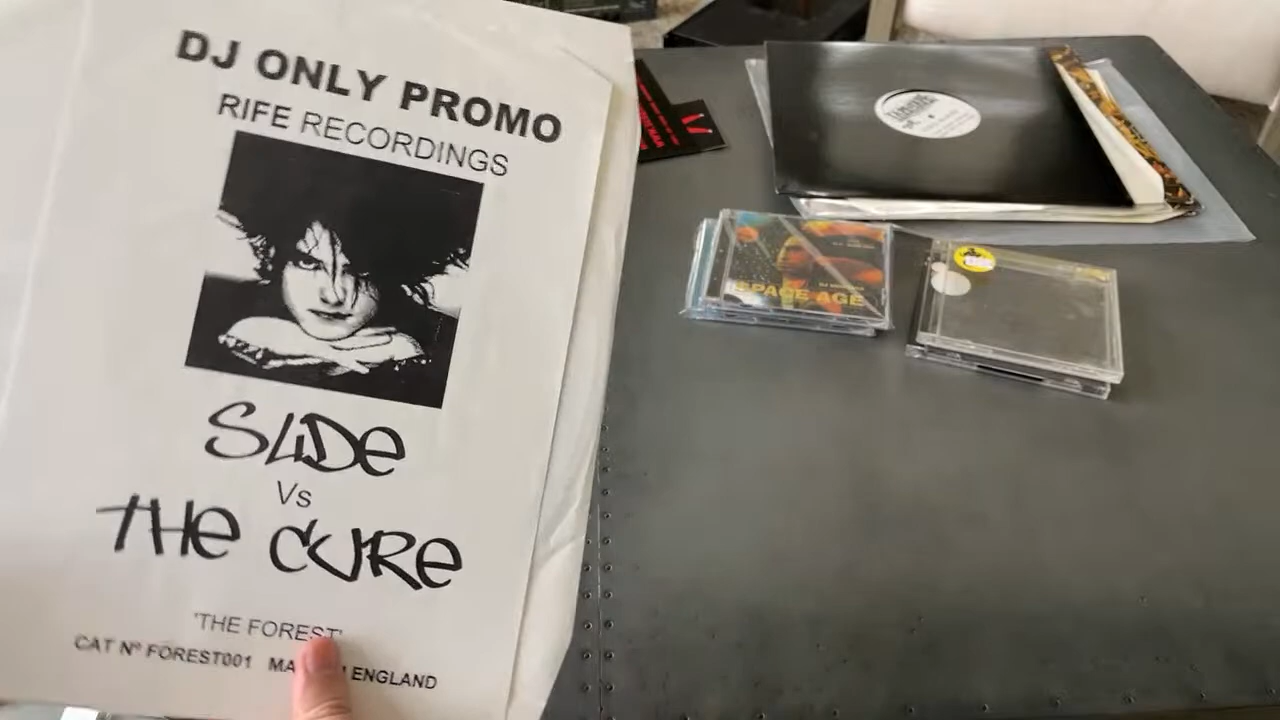 DJ ONLY PROMO
RIFE RECORDINGS
SLIDE
Vs
THE CURE
'THE FOREST'
CAT Nº FOREST001 ENGLAND
SPACE AGE